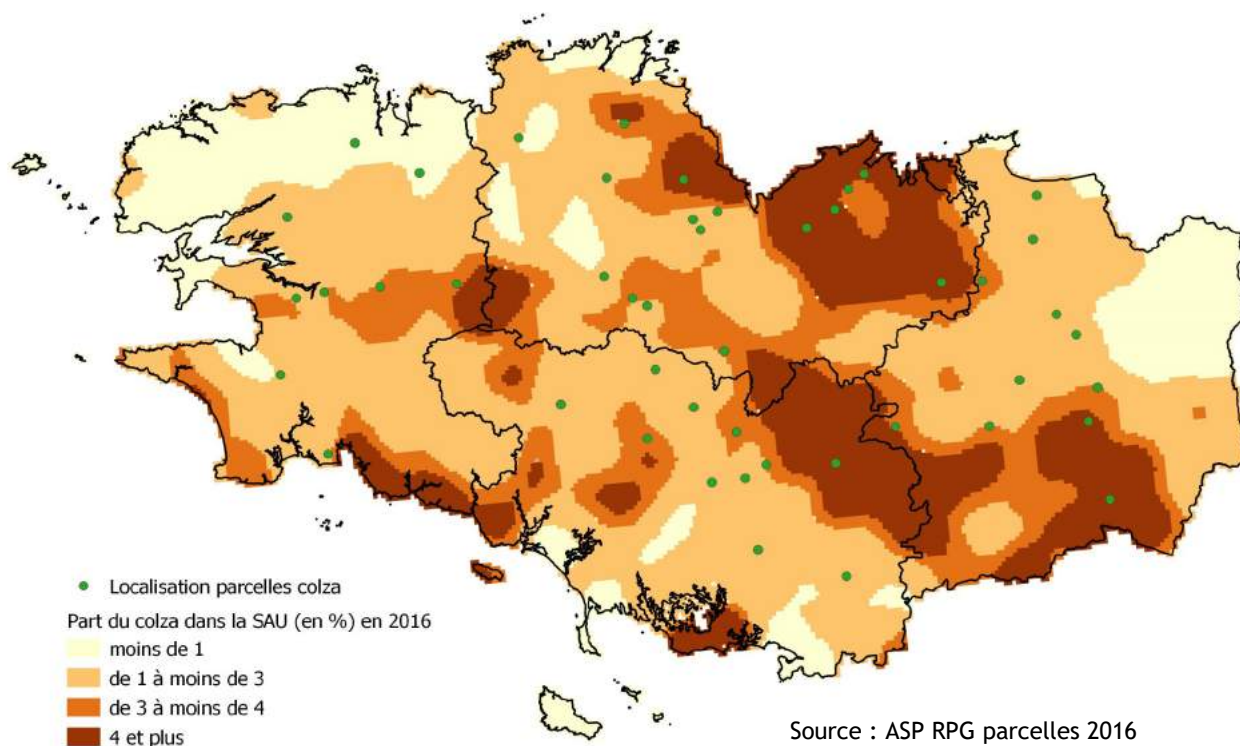 Localisation parcelles colza
Part du colza dans la SAU (en %) en 2016
moins de 1
de 1 à moins de 3
de 3 à moins de 4
4 et plus
Source : ASP RPG parcelles 2016